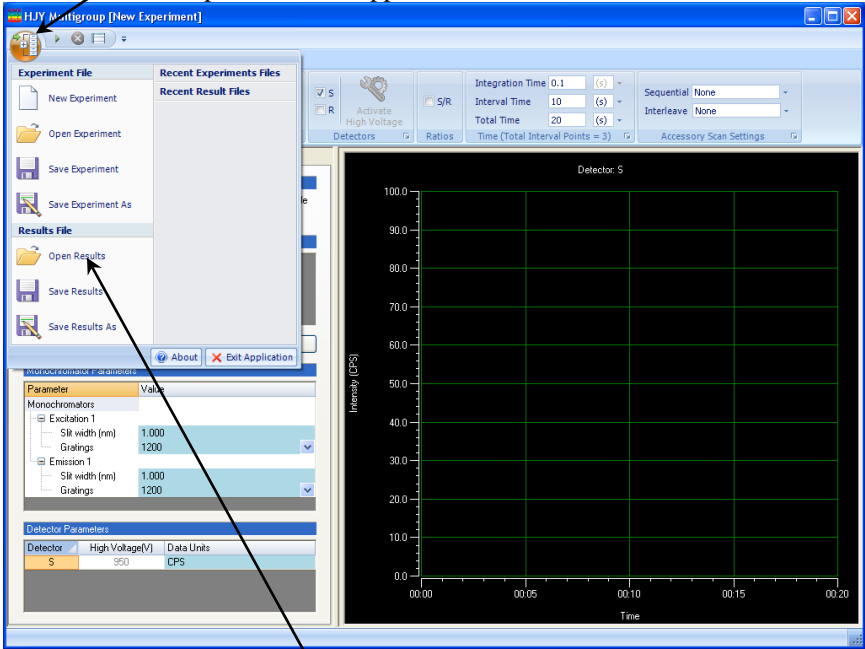 HJY Multigroup [New Experiment]
Experiment File
New Experiment
Open Experiment
Save Experiment
Save Experiment As
Results File
Open Results
Save Results
Save Results As
Recent Experiments Files
Recent Result Files
About
Exit Application
S
R
Activate
High Voltage
Detectors
S/R
Ratios
Integration Time 0.1 (s)
Interval Time 10 (s)
Total Time 20 (s)
Time (Total Interval Points = 3)
Sequential None
Interleave None
Accessory Scan Settings
Monochromator Parameters
Parameter Value
Monochromators
Excitation 1
Slit width (nm) 1.000
Gratings 1200
Emission 1
Slit width (nm) 1.000
Gratings 1200
Detector Parameters
Detector High Voltage(V) Data Units
S 950 CPS
Detector: S
Intensity (CPS)
100.0
90.0
80.0
70.0
60.0
50.0
40.0
30.0
20.0
10.0
0.0
00:00 00:05 00:10 00:15 00:20
Time